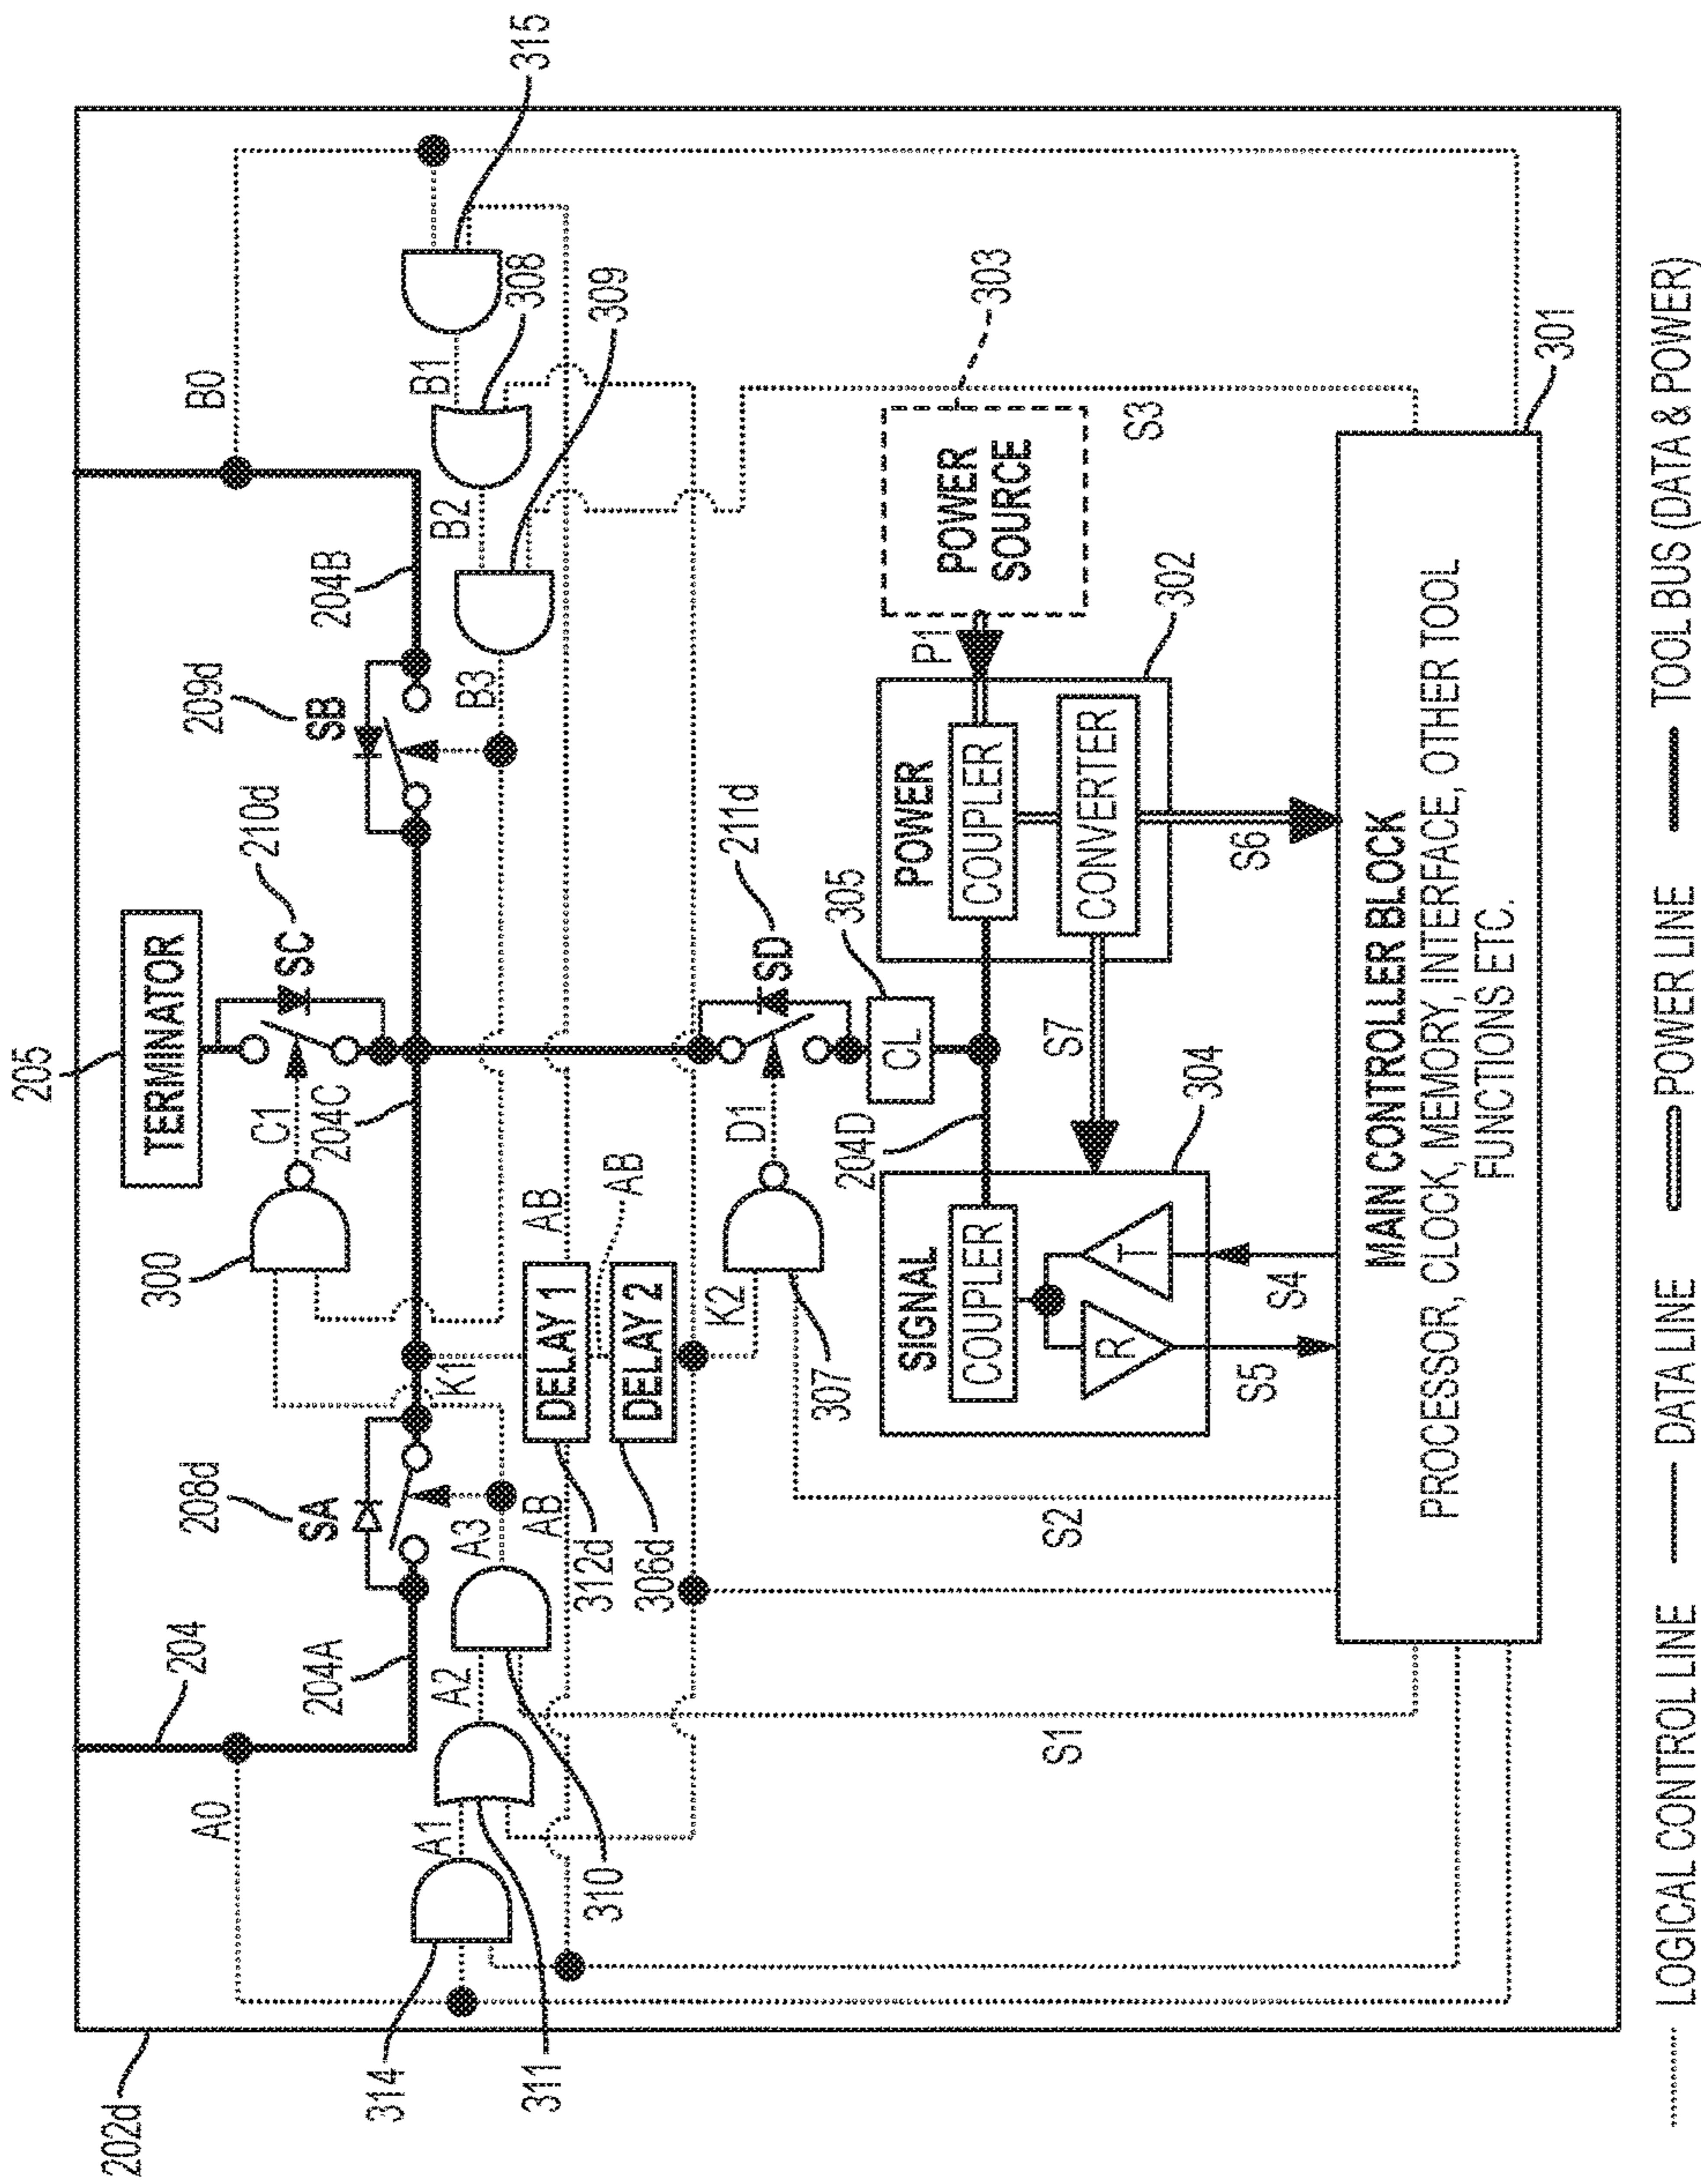 202d
204
205
A0
B0
204A
208d
SA
TERMINATOR
210d
SC
209d
SB
204B
300
C1
204C
315
314
A1
A2
A3
K1
B3
B2
B1
308
309
311
310
AB
AB
AB
DELAY 1
312d
DELAY 2
306d
K2
307
D1
211d
SD
CL
305
204D
SIGNAL
COUPLER
R
T
304
S7
POWER
COUPLER
CONVERTER
302
P1
POWER
SOURCE
303
S1
S2
S5
S4
S6
S3
301
MAIN CONTROLLER BLOCK
PROCESSOR, CLOCK, MEMORY, INTERFACE, OTHER TOOL
FUNCTIONS ETC.
LOGICAL CONTROL LINE
DATA LINE
POWER LINE
TOOL BUS (DATA & POWER)